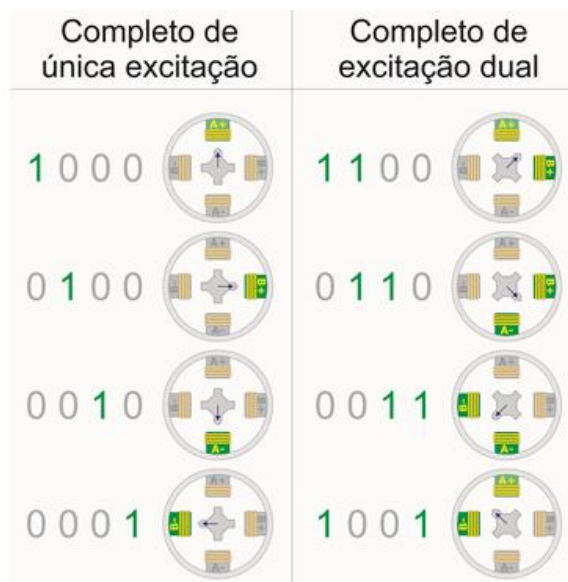 Completo de
única excitação
Completo de
excitação dual
1 0 0 0
A+
B-
B+
A-
1 1 0 0
A+
B-
B+
A-
0 1 0 0
A+
B-
B+
A-
0 1 1 0
A+
B-
B+
A-
0 0 1 0
A+
B-
B+
A-
0 0 1 1
A+
B-
B+
A-
0 0 0 1
A+
B-
B+
A-
1 0 0 1
A+
B-
B+
A-